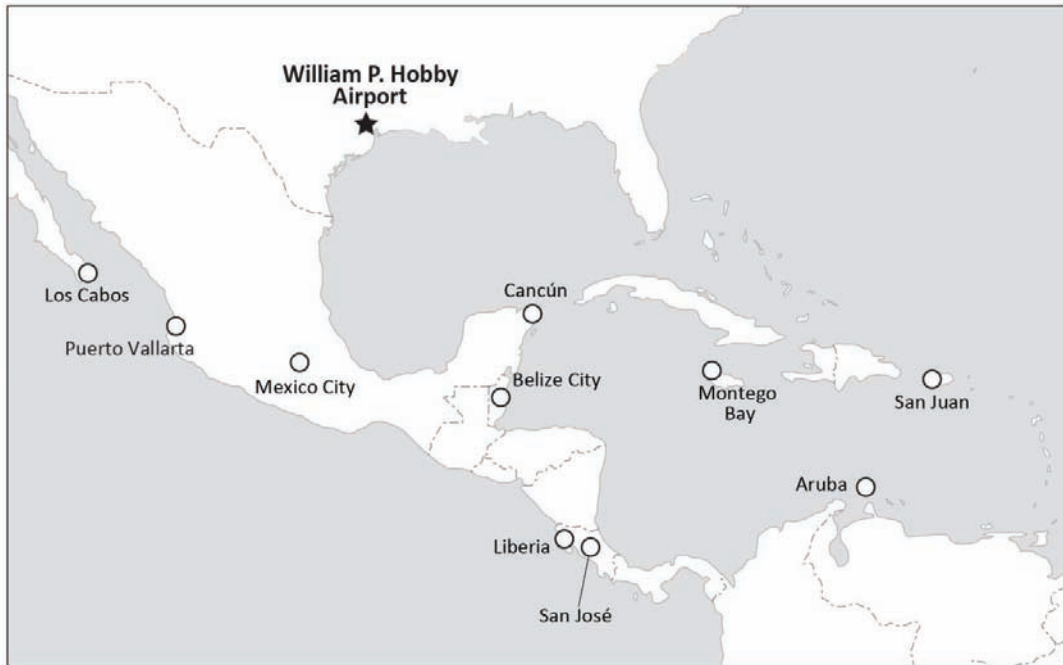 William P. Hobby
Airport
Los Cabos
Cancún
Puerto Vallarta
Mexico City
Belize City
Montego
Bay
San Juan
Aruba
Liberia
San José